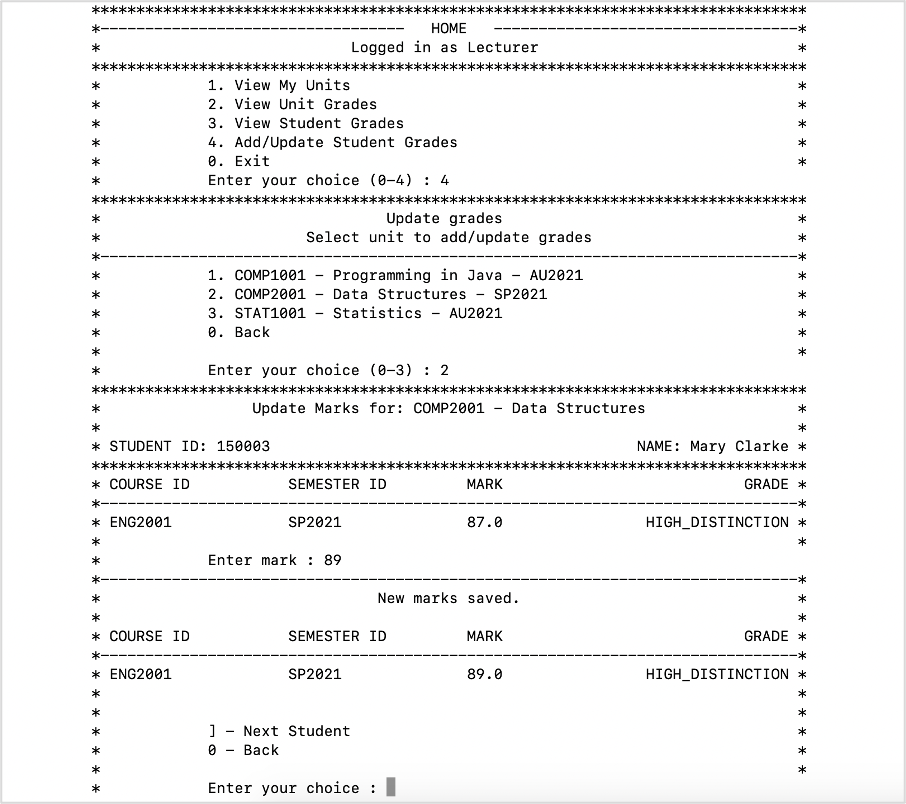 ********************************************************************************
*---------------------------------- HOME ----------------------------------*
* Logged in as Lecturer *
********************************************************************************
* 1. View My Units *
* 2. View Unit Grades *
* 3. View Student Grades *
* 4. Add/Update Student Grades *
* 0. Exit *
* Enter your choice (0-4) : 4
********************************************************************************
* Update grades *
* Select unit to add/update grades *
*------------------------------------------------------------------------------*
* 1. COMP1001 - Programming in Java - AU2021 *
* 2. COMP2001 - Data Structures - SP2021 *
* 3. STAT1001 - Statistics - AU2021 *
* 0. Back *
* *
* Enter your choice (0-3) : 2
********************************************************************************
* Update Marks for: COMP2001 - Data Structures *
* *
* STUDENT ID: 150003 NAME: Mary Clarke *
********************************************************************************
* COURSE ID SEMESTER ID MARK GRADE *
*------------------------------------------------------------------------------*
* ENG2001 SP2021 87.0 HIGH_DISTINCTION *
* *
* Enter mark : 89
*------------------------------------------------------------------------------*
* New marks saved. *
* *
* COURSE ID SEMESTER ID MARK GRADE *
*------------------------------------------------------------------------------*
* ENG2001 SP2021 89.0 HIGH_DISTINCTION *
* *
* *
* ] - Next Student
* 0 - Back *
* *
* Enter your choice :